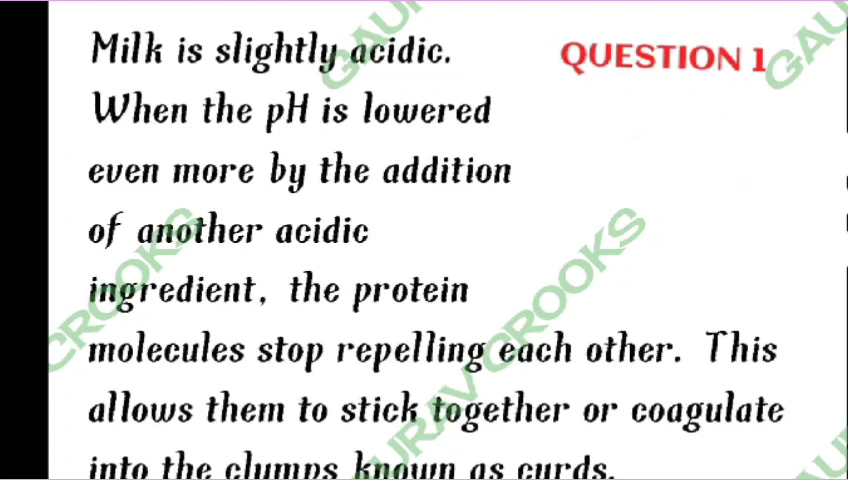 Milk is slightly acidic.
QUESTION 1
When the pH is lowered
even more by the addition
of another acidic
ingredient, the protein
molecules stop repelling each other. This
allows them to stick together or coagulate
into the clumps known as curds.
GAURAV CROOKS